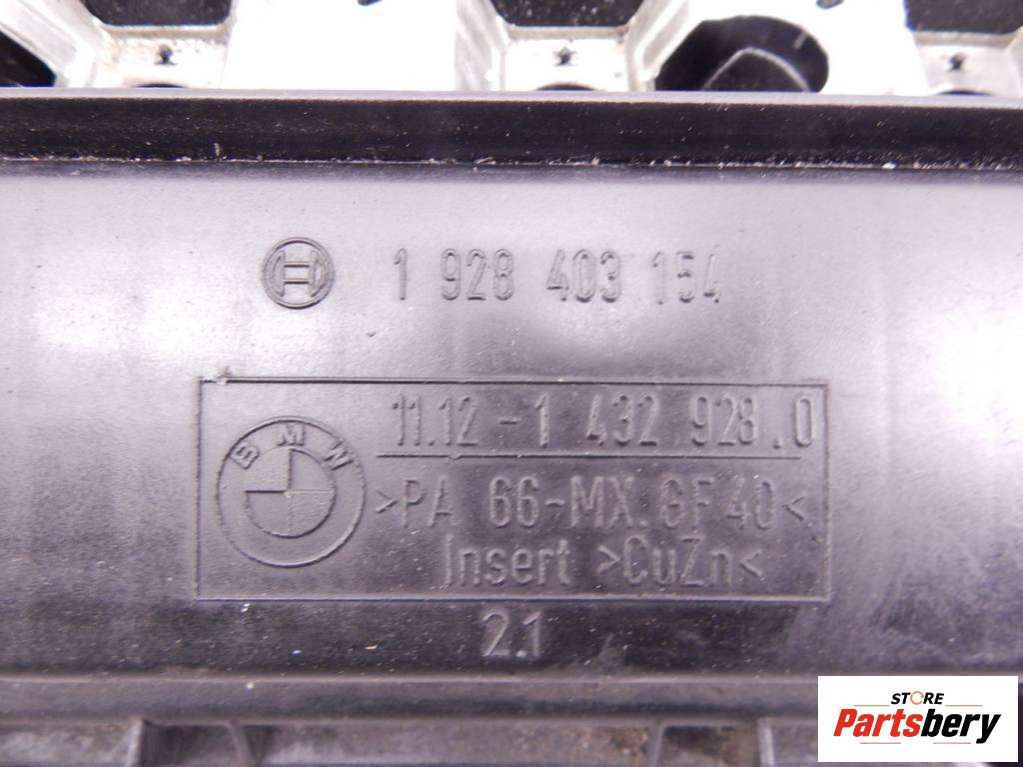 1 928 403 154
BMW
11.12-1 432 928.0
>PA 66-MX.GF40<
Insert >CuZn<
2.1
STORE
Partsbery